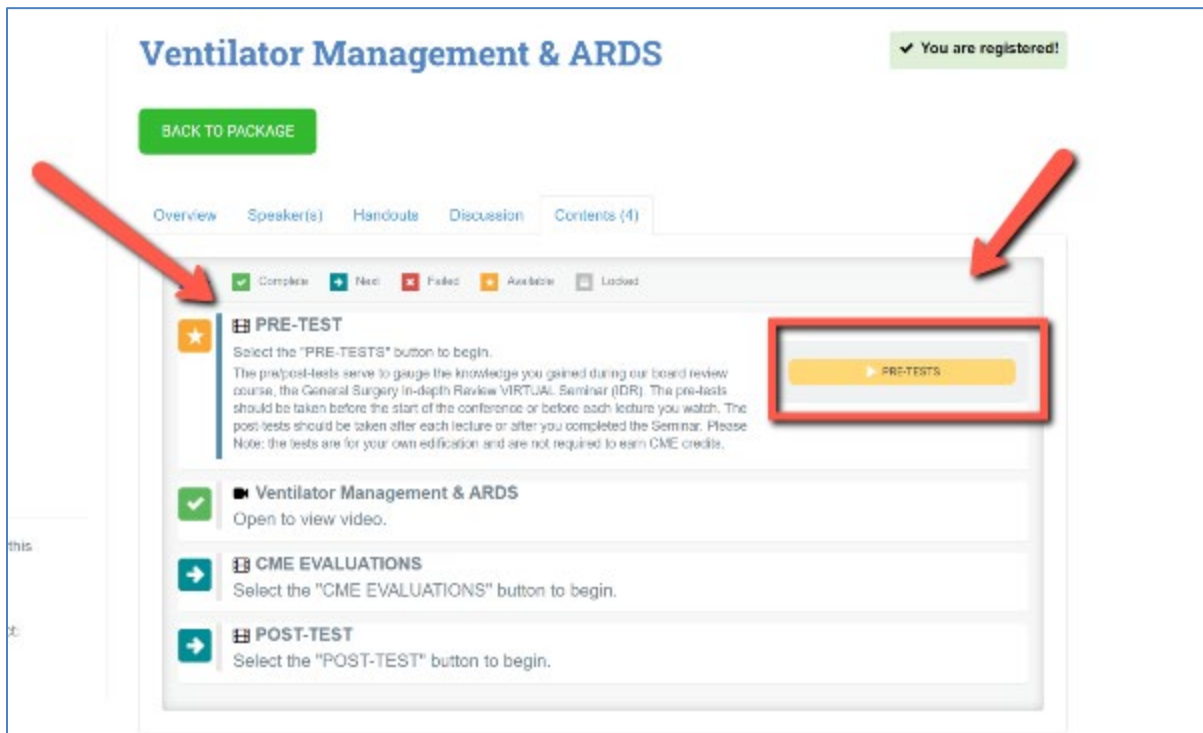 Ventilator Management & ARDS
✔ You are registered!
BACK TO PACKAGE
Overview Speaker(s) Handouts Discussion Contents (4)
Complete Next Failed Available Locked
PRE-TEST
Select the "PRE-TESTS" button to begin.
The pre/post-tests serve to gauge the knowledge you gained during our board review
course, the General Surgery In-depth Review VIRTUAL Seminar (IDR). The pre-tests
should be taken before the start of the conference or before each lecture you watch. The
post-tests should be taken after each lecture or after you completed the Seminar. Please
Note: the tests are for your own edification and are not required to earn CME credits.
PRE-TESTS
Ventilator Management & ARDS
Open to view video.
this
CME EVALUATIONS
Select the "CME EVALUATIONS" button to begin.
POST-TEST
Select the "POST-TEST" button to begin.